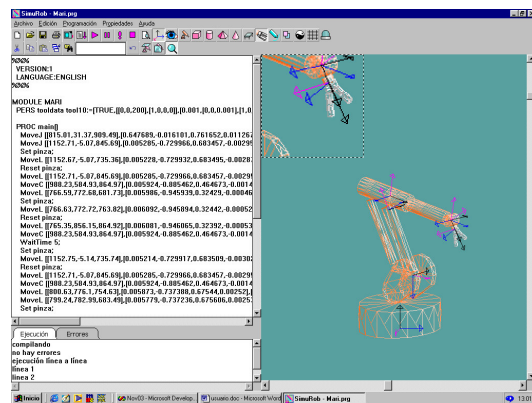 SimuRob - Mari.prg
Archivo Edición Programación Propiedades Ayuda
%%%
VERSION:1
LANGUAGE:ENGLISH
%%%
MODULE MARI
PERS tooldata tool10:=[TRUE,[[0,0,200],[1,0,0,0]],[0.001,[0,0,0.001],[1,0
PROC main()
MoveJ [[815.01,31.37,909.49],[0.647689,-0.016101,0.761652,0.01126
MoveJ [[1152.71,-5.07,845.69],[0.005285,-0.729966,0.683457,-0.0029
Set pinza;
MoveL [[1152.67,-5.07,735.36],[0.005228,-0.729932,0.683495,-0.0028
MoveL [[1152.71,-5.07,845.69],[0.005285,-0.729966,0.683457,-0.0029
MoveC [[988.23,584.93,864.97],[0.005924,-0.885462,0.464673,-0.0014
MoveL [[766.59,772.68,681.73],[0.005986,-0.945939,0.32429,-0.00046
Set pinza;
MoveL [[766.63,772.72,763.82],[0.006092,-0.945894,0.32442,-0.00052
Reset pinza;
MoveL [[765.35,856.15,864.92],[0.006081,-0.946065,0.32392,-0.00053
MoveC [[988.23,584.93,864.97],[0.005924,-0.885462,0.464673,-0.0014
WaitTime 5;
MoveL [[1152.75,-5.14,735.74],[0.005214,-0.729917,0.683509,-0.0030
Reset pinza;
MoveL [[1152.71,-5.07,845.69],[0.005285,-0.729966,0.683457,-0.0029
MoveC [[988.23,584.93,864.97],[0.005924,-0.885462,0.464673,-0.0014
MoveL [[800.63,776.1,754.63],[0.005873,-0.737388,0.67544,0.00252],
MoveL [[799.24,782.99,683.49],[0.005779,-0.737236,0.675606,0.0025
Set pinza;
Ejecución Errores
compilando
no hay errores
ejecución línea a línea
línea 1
línea 2
Inicio Nov03 - Microsoft Develop... usuario.doc - Microsoft Word SimuRob - Mari.prg 13:01